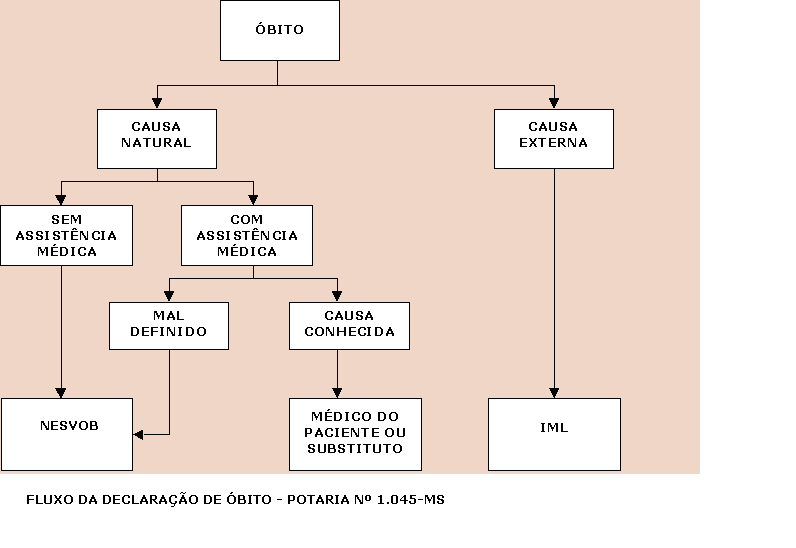 ÓBITO
CAUSA
NATURAL
CAUSA
EXTERNA
SEM
ASSISTÊNCIA
MÉDICA
COM
ASSISTÊNCIA
MÉDICA
MAL
DEFINIDO
CAUSA
CONHECIDA
NESVOB
MÉDICO DO
PACIENTE OU
SUBSTITUTO
IML
FLUXO DA DECLARAÇÃO DE ÓBITO - POTARIA Nº 1.045-MS